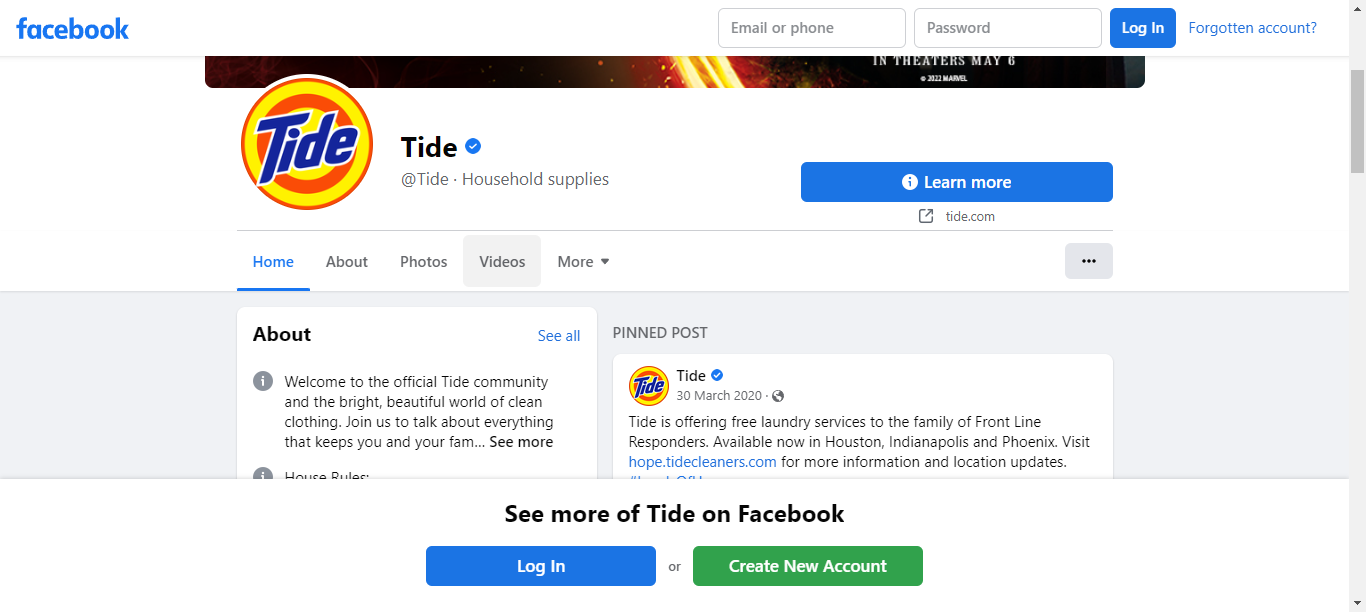 facebook
Email or phone
Password
Log In
Forgotten account?
IN THEATERS MAY 6
© 2022 MARVEL
Tide
Tide
@Tide · Household supplies
Learn more
tide.com
Home
About
Photos
Videos
More
About
See all
Welcome to the official Tide community
and the bright, beautiful world of clean
clothing. Join us to talk about everything
that keeps you and your fam... See more
House Rules:
PINNED POST
Tide
Tide
30 March 2020 ·
Tide is offering free laundry services to the family of Front Line
Responders. Available now in Houston, Indianapolis and Phoenix. Visit
hope.tidecleaners.com for more information and location updates.
See more of Tide on Facebook
Log In
or
Create New Account